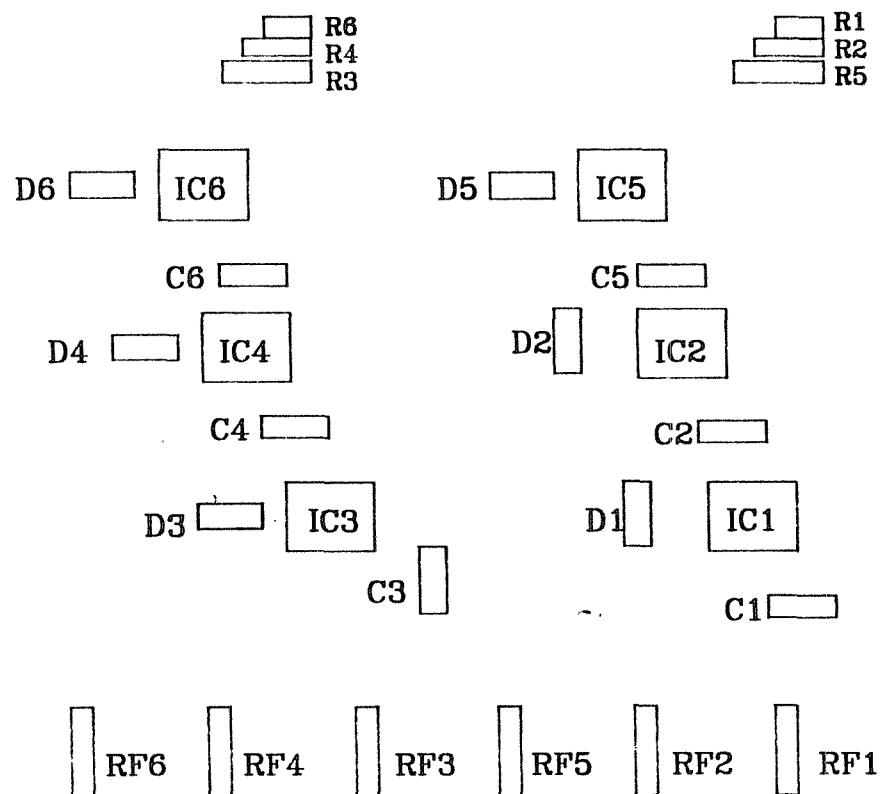 R6 R1
R4 R2
R3 R5
D6 IC6 D5 IC5
C6 C5
D4 IC4 D2 IC2
C4 C2
D3 IC3 D1 IC1
C3 C1
RF6 RF4 RF3 RF5 RF2 RF1